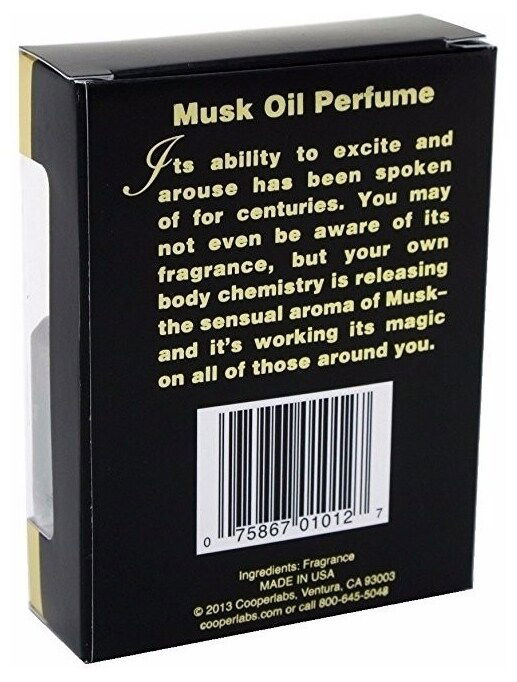 Musk Oil Perfume
Its ability to excite and
arouse has been spoken
of for centuries. You may
not even be aware of its
fragrance, but your own
body chemistry is releasing
the sensual aroma of Musk–
and it's working its magic
on all of those around you.
0 75867 01012 7
Ingredients: Fragrance
MADE IN USA
© 2013 Cooperlabs, Ventura, CA 93003
cooperlabs.com or call 800-645-5048